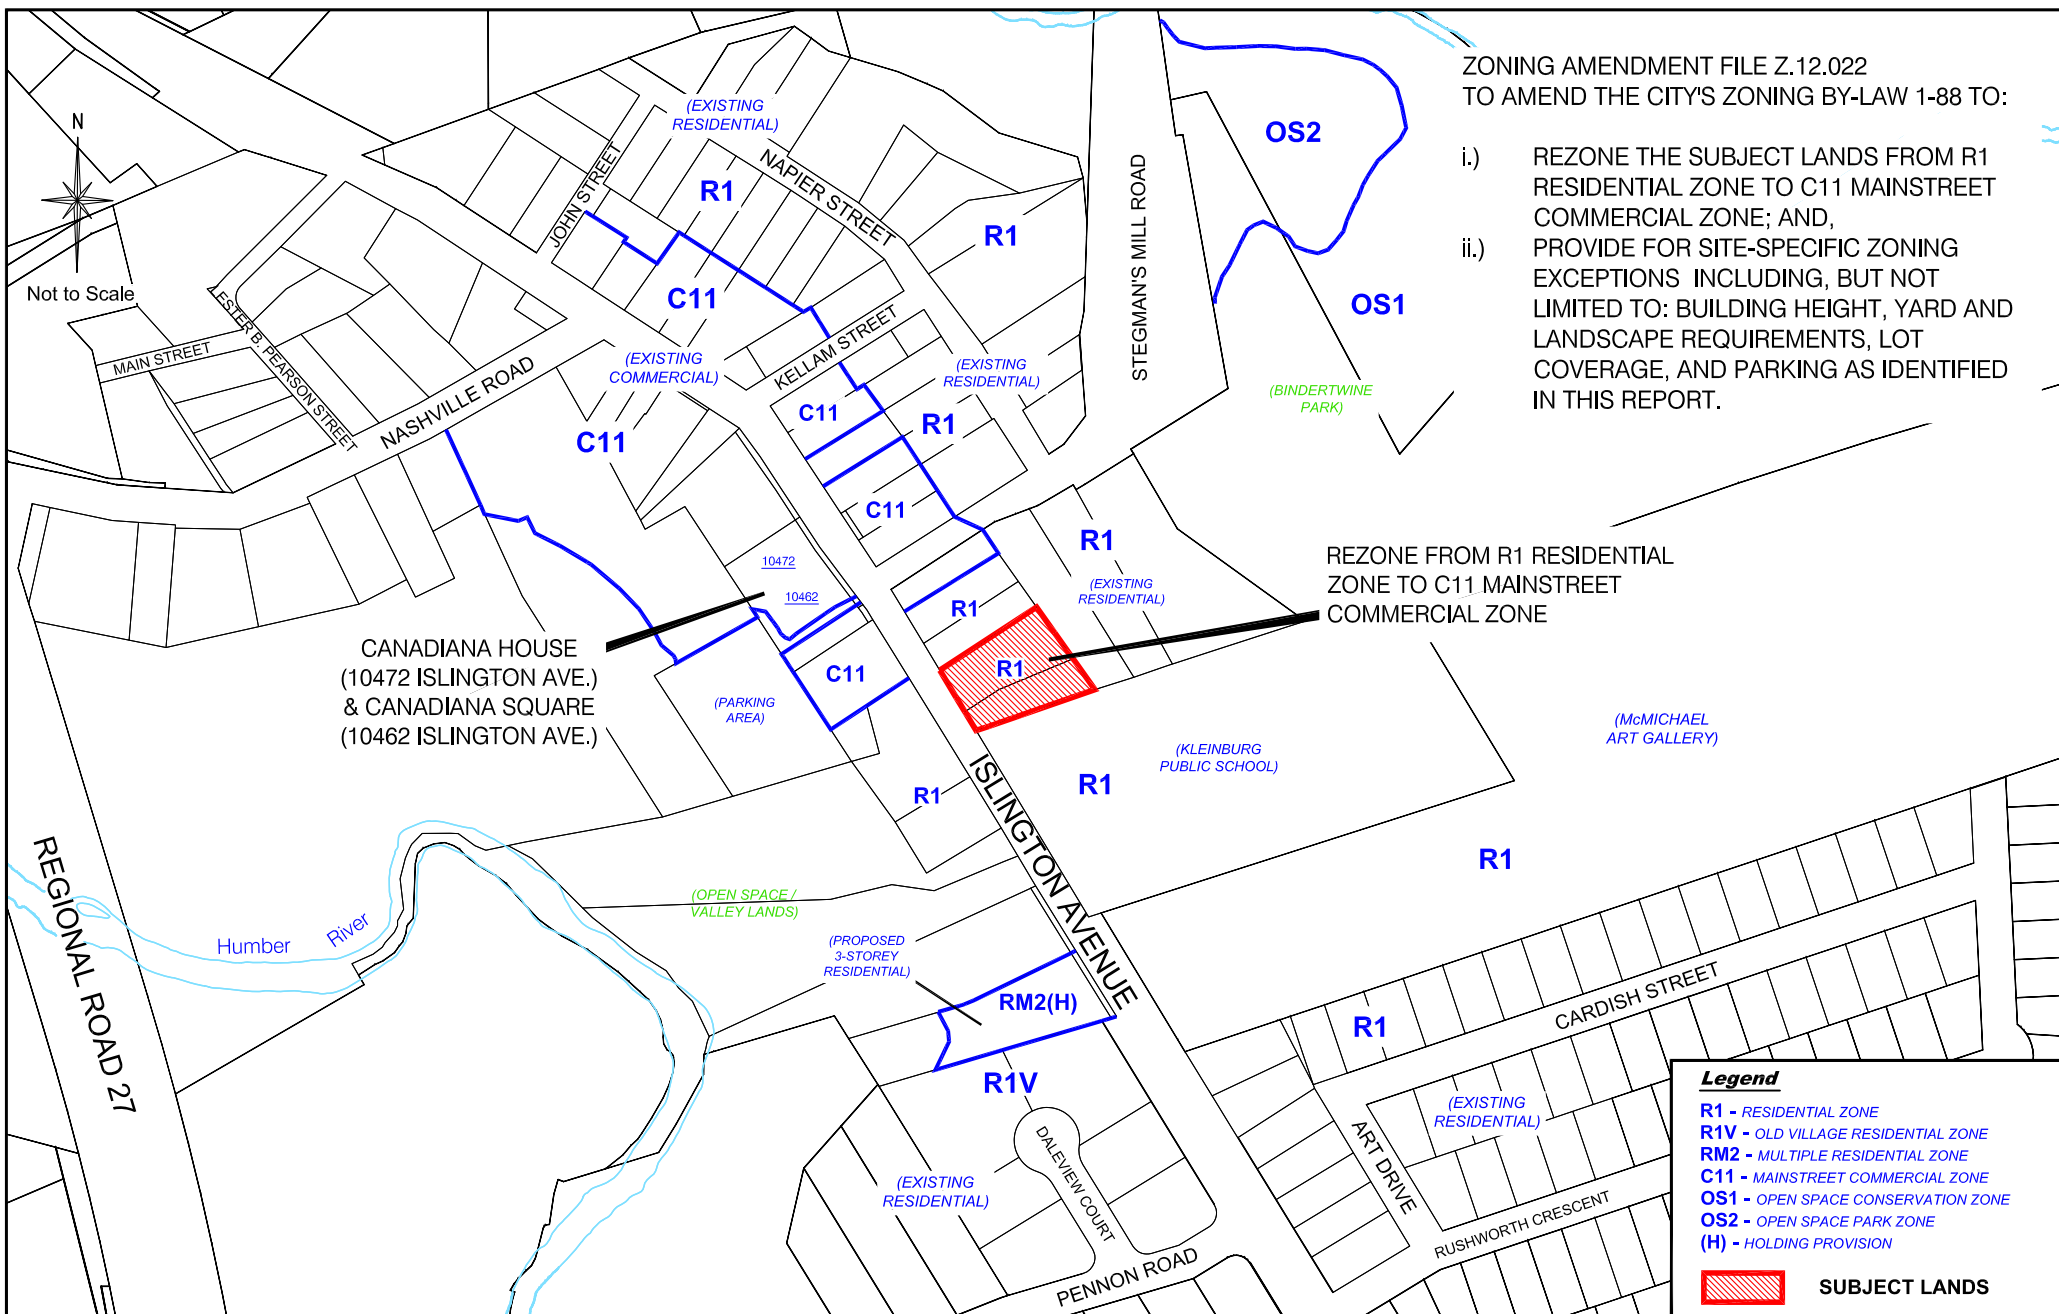 ZONING AMENDMENT FILE Z.12.022
TO AMEND THE CITY'S ZONING BY-LAW 1-88 TO:
i.) REZONE THE SUBJECT LANDS FROM R1
RESIDENTIAL ZONE TO C11 MAINSTREET
COMMERCIAL ZONE; AND,
ii.) PROVIDE FOR SITE-SPECIFIC ZONING
EXCEPTIONS INCLUDING, BUT NOT
LIMITED TO: BUILDING HEIGHT, YARD AND
LANDSCAPE REQUIREMENTS, LOT
COVERAGE, AND PARKING AS IDENTIFIED
IN THIS REPORT.
N
Not to Scale
(EXISTING
RESIDENTIAL)
NAPIER STREET
JOHN STREET
R1
R1
OS2
OS1
STEGMAN'S MILL ROAD
C11
LESTER B. PEARSON STREET
MAIN STREET
NASHVILLE ROAD
(EXISTING
COMMERCIAL)
KELLAM STREET
(EXISTING
RESIDENTIAL)
(BINDERTWINE
PARK)
C11
C11
R1
C11
10472
10462
R1
(EXISTING
RESIDENTIAL)
REZONE FROM R1 RESIDENTIAL
ZONE TO C11 MAINSTREET
COMMERCIAL ZONE
R1
R1
CANADIANA HOUSE
(10472 ISLINGTON AVE.)
& CANADIANA SQUARE
(10462 ISLINGTON AVE.)
C11
(PARKING
AREA)
(KLEINBURG
PUBLIC SCHOOL)
(McMICHAEL
ART GALLERY)
R1
R1
ISLINGTON AVENUE
R1
REGIONAL ROAD 27
Humber River
(OPEN SPACE /
VALLEY LANDS)
(PROPOSED
3-STOREY
RESIDENTIAL)
RM2(H)
R1V
R1
CARDISH STREET
(EXISTING
RESIDENTIAL)
ART DRIVE
RUSHWORTH CRESCENT
(EXISTING
RESIDENTIAL)
DALEVIEW COURT
PENNON ROAD
Legend
R1 - RESIDENTIAL ZONE
R1V - OLD VILLAGE RESIDENTIAL ZONE
RM2 - MULTIPLE RESIDENTIAL ZONE
C11 - MAINSTREET COMMERCIAL ZONE
OS1 - OPEN SPACE CONSERVATION ZONE
OS2 - OPEN SPACE PARK ZONE
(H) - HOLDING PROVISION
SUBJECT LANDS